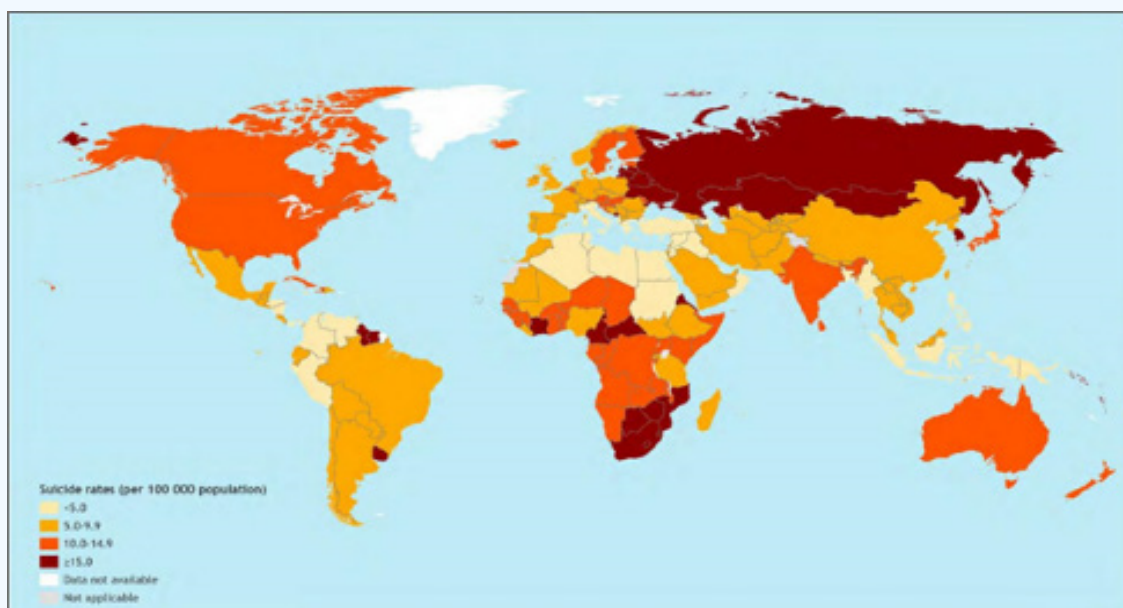 Suicide rates (per 100 000 population)
<5.0
5.0-9.9
10.0-14.9
≥15.0
Data not available
Not applicable